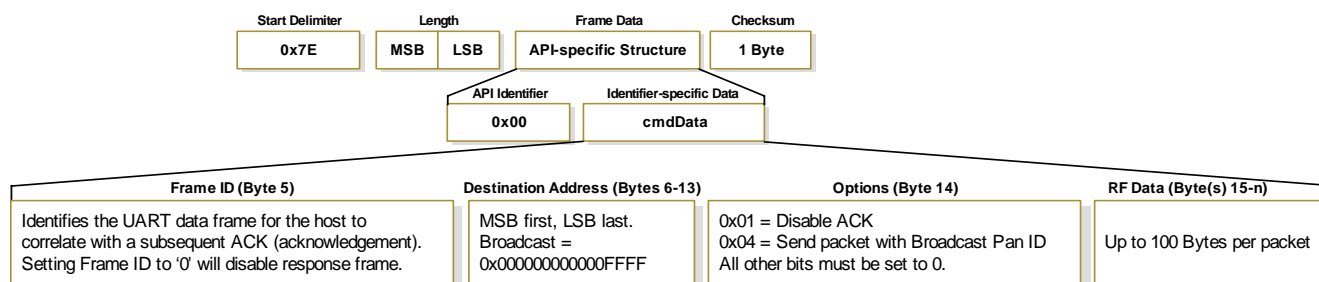 Start Delimiter Length Frame Data Checksum
0x7E MSB LSB API-specific Structure 1 Byte
API Identifier Identifier-specific Data
0x00 cmdData
Frame ID (Byte 5)
Identifies the UART data frame for the host to
correlate with a subsequent ACK (acknowledgement).
Setting Frame ID to ‘0’ will disable response frame.
Destination Address (Bytes 6-13)
MSB first, LSB last.
Broadcast =
0x000000000000FFFF
Options (Byte 14)
0x01 = Disable ACK
0x04 = Send packet with Broadcast Pan ID
All other bits must be set to 0.
RF Data (Byte(s) 15-n)
Up to 100 Bytes per packet